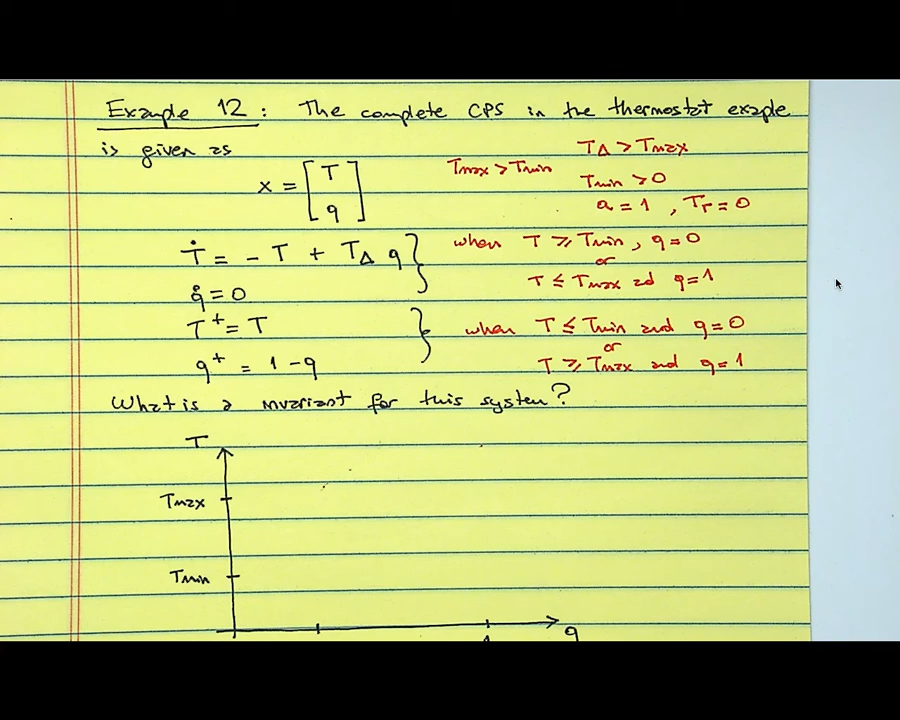 Example 12 : The complete CPS in the thermostat exaple
is given as
x = [T q]
Tmax > Tmin
TΔ > Tmax
Tmin > 0
a = 1 , Tr = 0
Ṫ = - T + TΔ q
q̇ = 0
when T ≥ Tmin , q = 0
or
T ≤ Tmax ad q = 1
T⁺ = T
q⁺ = 1 - q
when T ≤ Tmin and q = 0
or
T ≥ Tmax and q = 1
What is a invariant for this system?
T
Tmax
Tmin
q